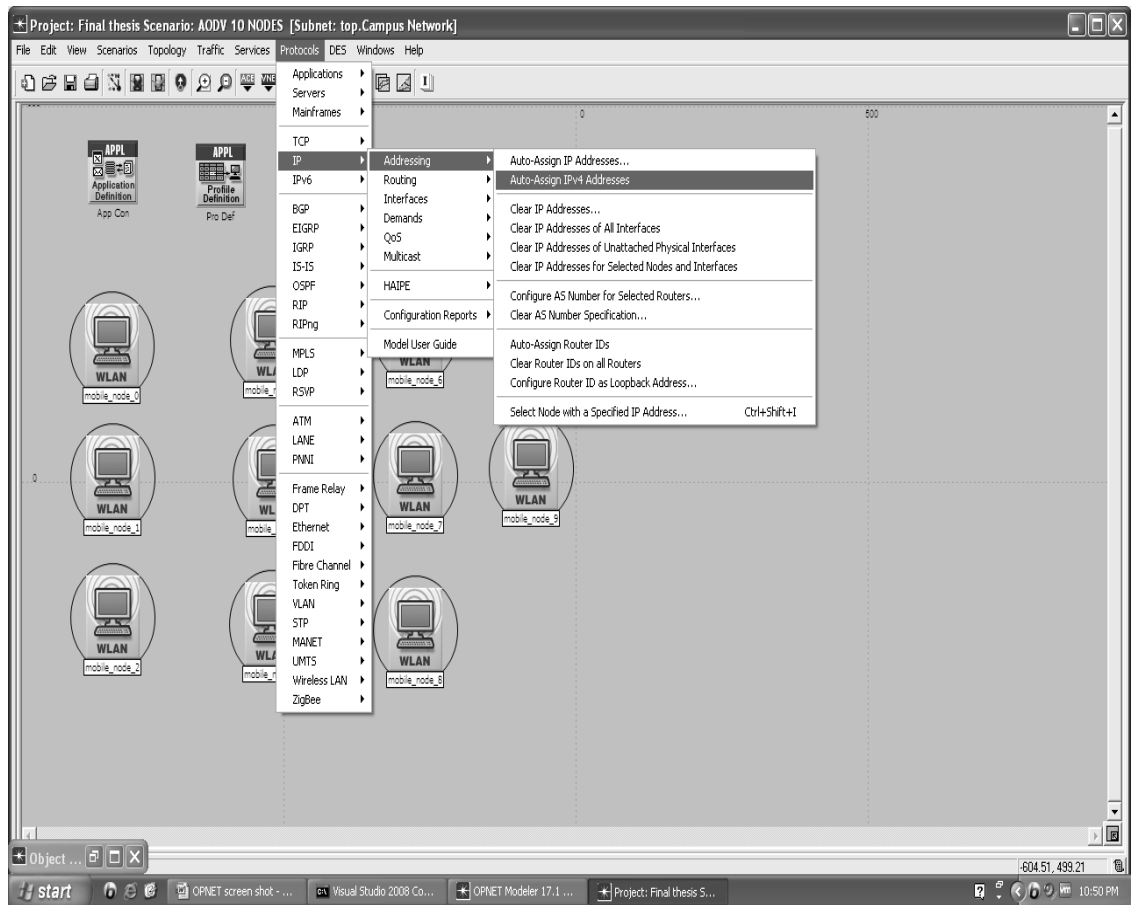 Project: Final thesis Scenario: AODV 10 NODES [Subnet: top.Campus Network]
File Edit View Scenarios Topology Traffic Services Protocols DES Windows Help
ACE
0 500
APPL
Application
Definition
App Con
APPL
Profile
Definition
Pro Def
Applications
Servers
Mainframes
TCP
IP
IPv6
BGP
EIGRP
IGRP
IS-IS
OSPF
RIP
RIPng
MPLS
LDP
RSVP
ATM
LANE
PNNI
Frame Relay
DPT
Ethernet
FDDI
Fibre Channel
Token Ring
VLAN
STP
MANET
UMTS
Wireless LAN
ZigBee
Addressing
Routing
Interfaces
Demands
QoS
Multicast
HAIPE
Configuration Reports
Model User Guide
Auto-Assign IP Addresses...
Auto-Assign IPv4 Addresses
Clear IP Addresses...
Clear IP Addresses of All Interfaces
Clear IP Addresses of Unattached Physical Interfaces
Clear IP Addresses for Selected Nodes and Interfaces
Configure AS Number for Selected Routers...
Clear AS Number Specification...
Auto-Assign Router IDs
Clear Router IDs on all Routers
Configure Router ID as Loopback Address...
Select Node with a Specified IP Address... Ctrl+Shift+I
WLAN
mobile_node_0
WLAN
mobile_node_6
0
WLAN
mobile_node_1
WLAN
mobile_node_7
WLAN
mobile_node_9
WLAN
mobile_node_2
WLAN
mobile_node_8
Object ...
-604.51, 499.21
start OPNET screen shot - ... Visual Studio 2008 Co... OPNET Modeler 17.1 ... Project: Final thesis S... 10:50 PM